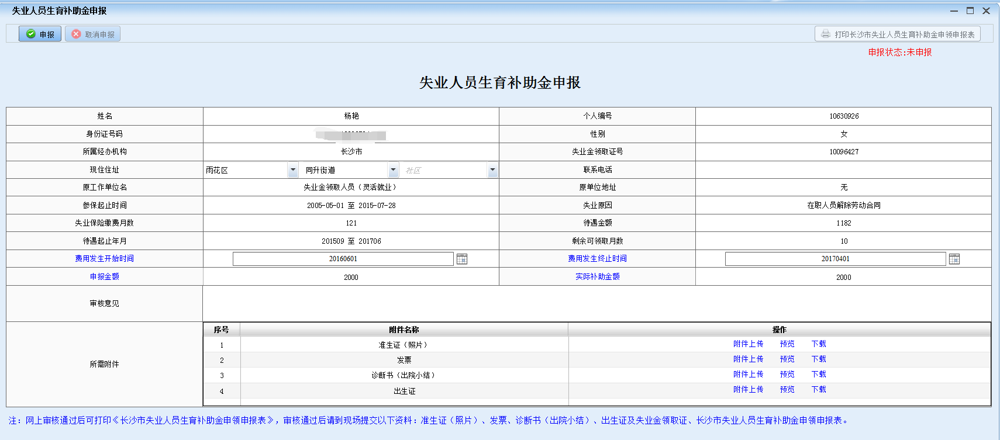 失业人员生育补助金申报
申报 取消申报 打印长沙市失业人员生育补助金申领申报表
申报状态:未申报
失业人员生育补助金申报
姓名 杨艳 个人编号 10630926
身份证号码 性别 女
所属经办机构 长沙市 失业金领取证号 10096427
现住住址 雨花区 同升街道 社区 联系电话
原工作单位名 失业金领取人员（灵活就业） 原单位地址 无
参保起止时间 2005-05-01 至 2015-07-28 失业原因 在职人员解除劳动合同
失业保险缴费月数 121 待遇金额 1182
待遇起止年月 201509 至 201706 剩余可领取月数 10
费用发生开始时间 20160601 费用发生终止时间 20170401
申报金额 2000 实际补助金额 2000
审核意见
所需附件
序号 附件名称 操作
1 准生证（照片） 附件上传 预览 下载
2 发票 附件上传 预览 下载
3 诊断书（出院小结） 附件上传 预览 下载
4 出生证 附件上传 预览 下载
注：网上审核通过后可打印《长沙市失业人员生育补助金申领申报表》，审核通过后请到现场提交以下资料：准生证（照片）、发票、诊断书（出院小结）、出生证及失业金领取证、长沙市失业人员生育补助金申领申报表。